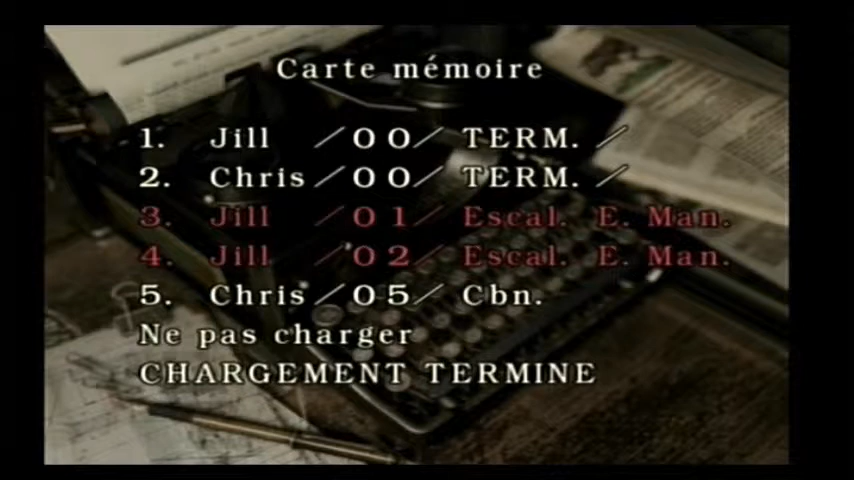 Carte mémoire
1. Jill /00/ TERM. /
2. Chris/00/ TERM. /
3. Jill /01/ Escal. E. Man.
4. Jill /02/ Escal. E. Man.
5. Chris/05/ Cbn.
Ne pas charger
CHARGEMENT TERMINE